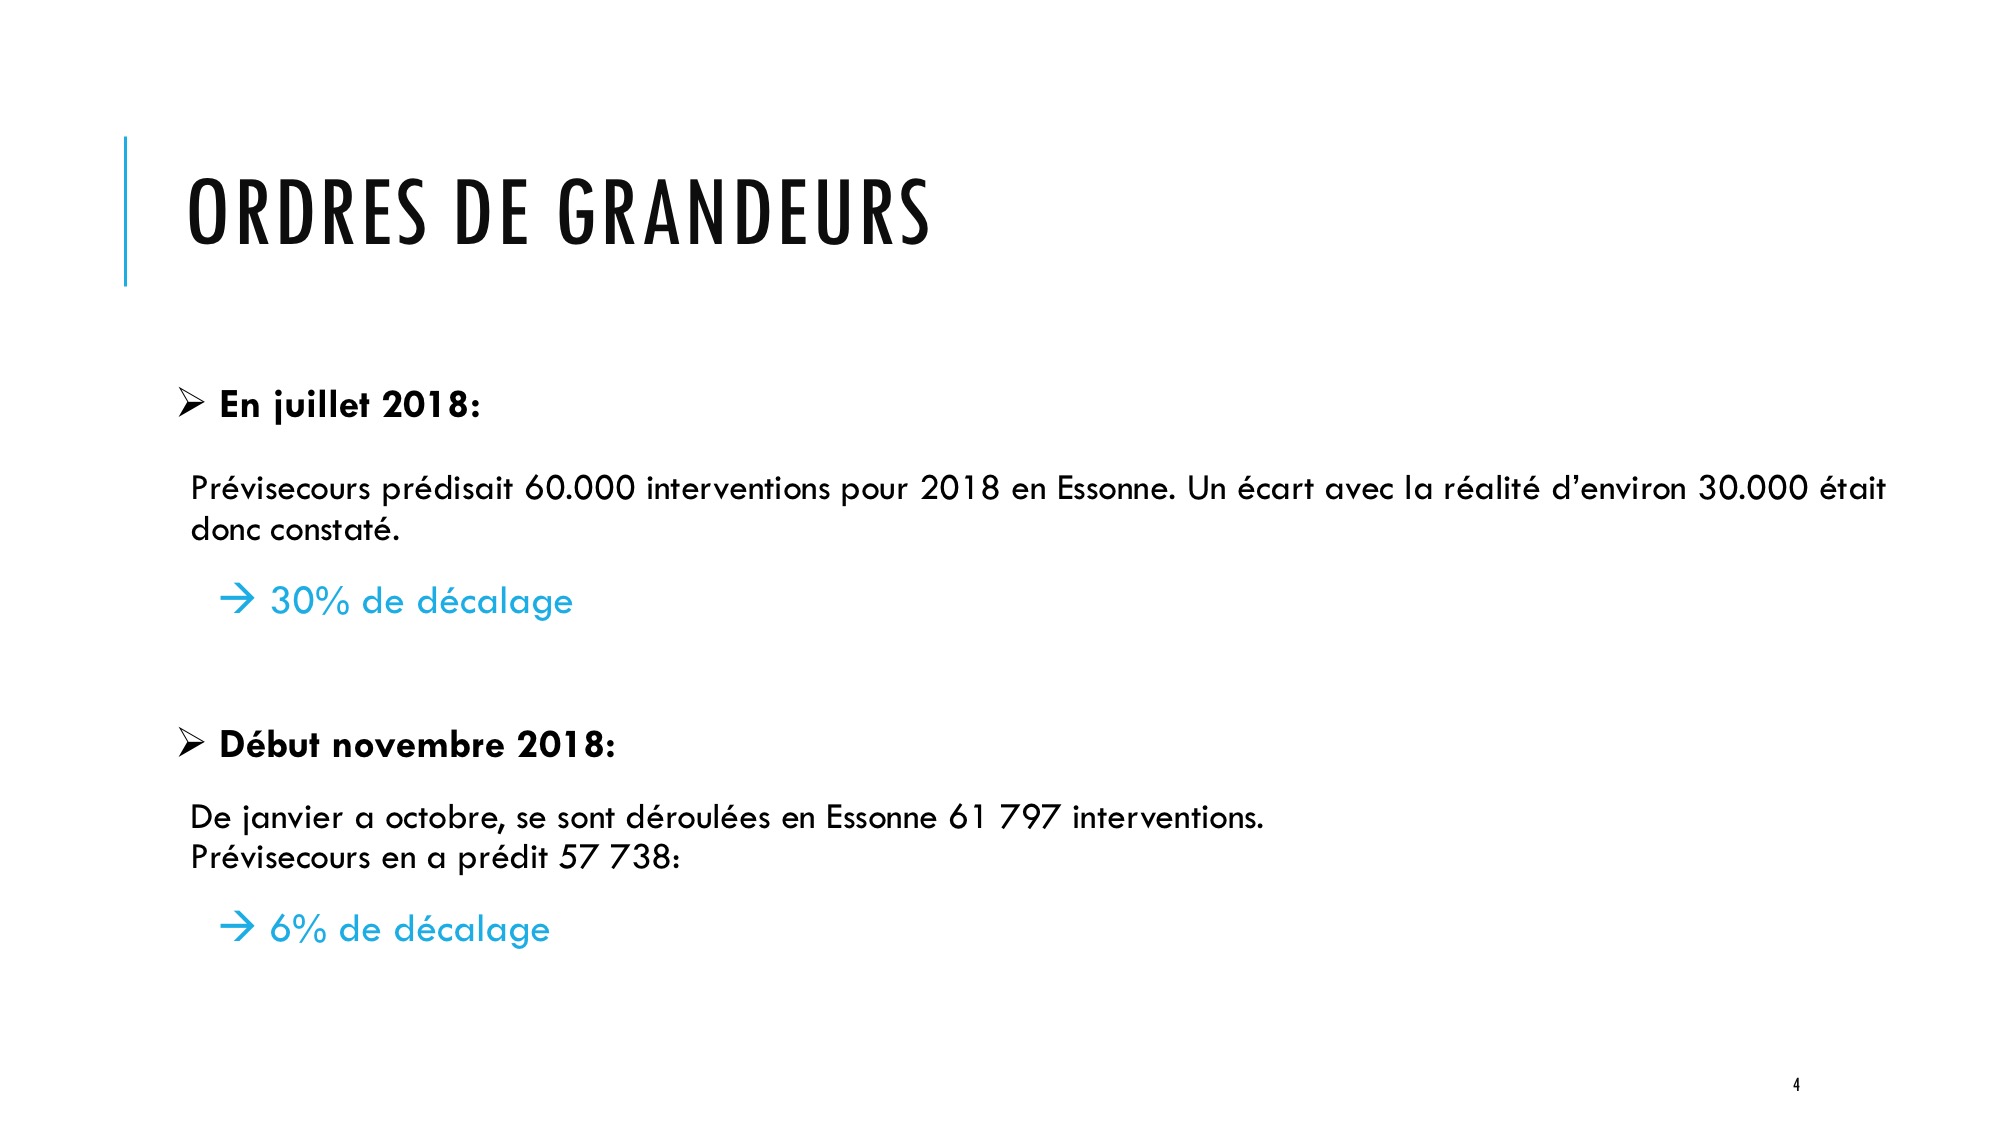 ORDRES DE GRANDEURS
➢ En juillet 2018:
Prévisecours prédisait 60.000 interventions pour 2018 en Essonne. Un écart avec la réalité d’environ 30.000 était
donc constaté.
→ 30% de décalage
➢ Début novembre 2018:
De janvier a octobre, se sont déroulées en Essonne 61 797 interventions.
Prévisecours en a prédit 57 738:
→ 6% de décalage
4